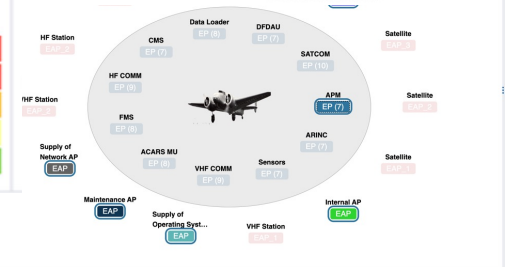 Data Loader
EP (8)
DFDAU
EP (7)
CMS
EP (7)
HF Station
EAP_2
Satellite
EAP_3
SATCOM
EP (10)
HF COMM
EP (9)
APM
EP (7)
Satellite
EAP_2
HF Station
EAP_3
FMS
EP (9)
ARINC
EP (7)
Supply of
Network AP
EAP
ACARS MU
EP (8)
Sensors
EP (7)
VHF COMM
EP (9)
Satellite
EAP_1
Maintenance AP
EAP
Supply of
Operating Syst...
EAP
VHF Station
EAP_1
Internal AP
EAP